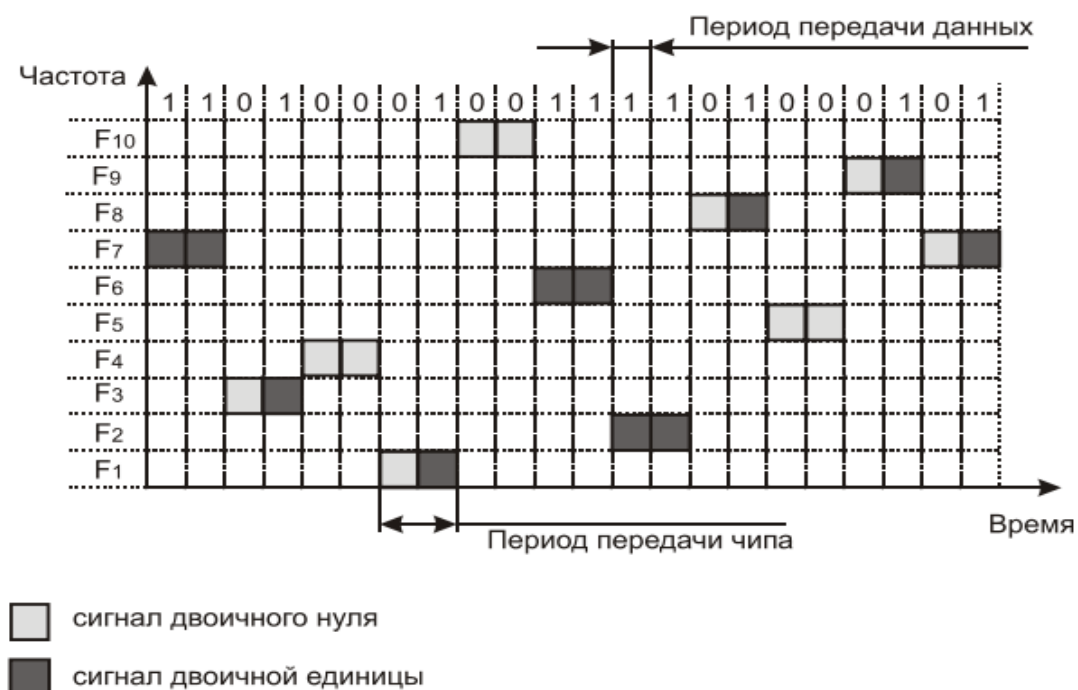 Период передачи данных
Частота
1 1 0 1 0 0 0 1 0 0 1 1 1 1 0 1 0 0 0 1 0 1
F10
F9
F8
F7
F6
F5
F4
F3
F2
F1
Время
Период передачи чипа
сигнал двоичного нуля
сигнал двоичной единицы